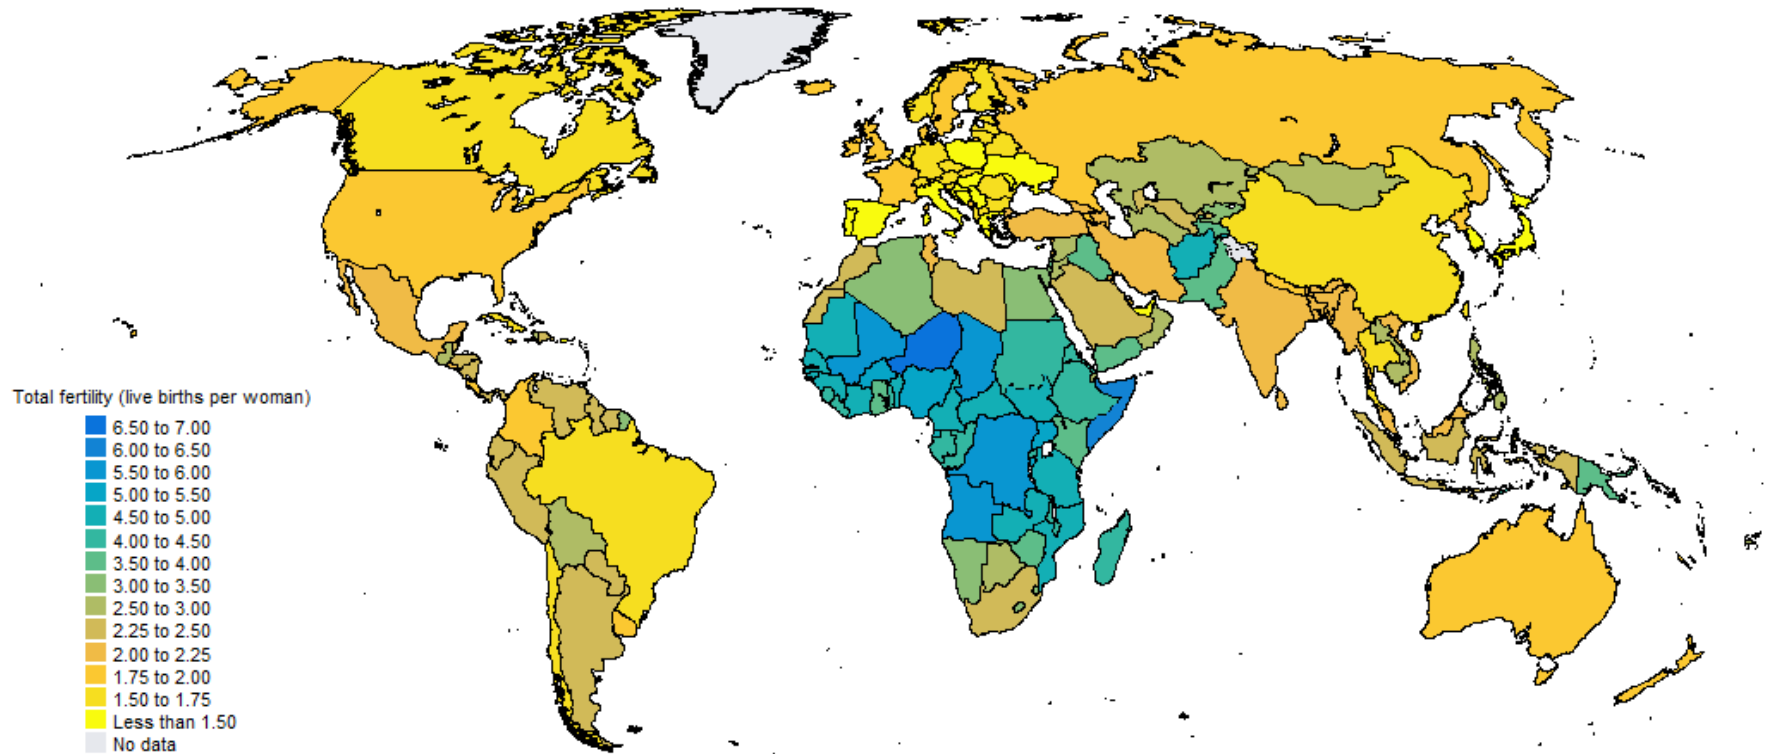 Total fertility (live births per woman)
6.50 to 7.00
6.00 to 6.50
5.50 to 6.00
5.00 to 5.50
4.50 to 5.00
4.00 to 4.50
3.50 to 4.00
3.00 to 3.50
2.50 to 3.00
2.25 to 2.50
2.00 to 2.25
1.75 to 2.00
1.50 to 1.75
Less than 1.50
No data